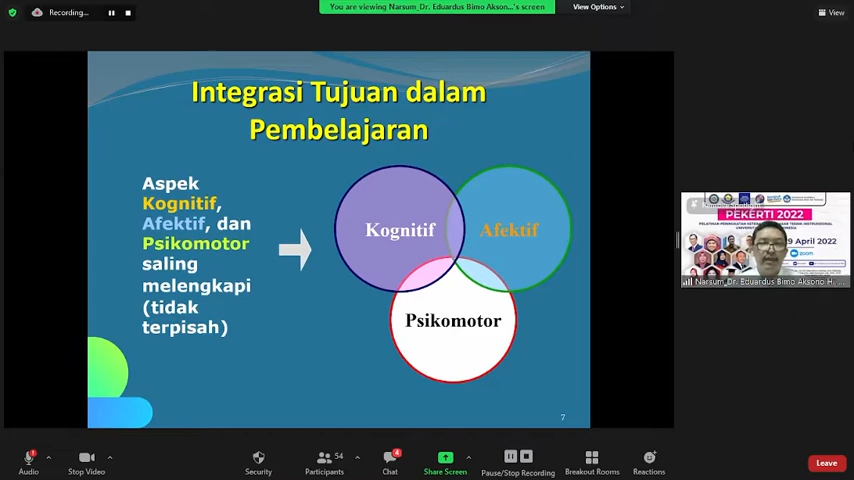 Recording...
You are viewing Narsum_Dr. Eduardus Bimo Akson...'s screen
View Options
View
Integrasi Tujuan dalam
Pembelajaran
Aspek
Kognitif,
Afektif, dan
Psikomotor
saling
melengkapi
(tidak
terpisah)
Kognitif
Afektif
Psikomotor
7
PEKERTI 2022
9 April 2022
zoom
Narsum_Dr. Eduardus Bimo Aksono H...
Audio
Stop Video
Security
Participants
54
Chat
4
Share Screen
Pause/Stop Recording
Breakout Rooms
Reactions
Leave